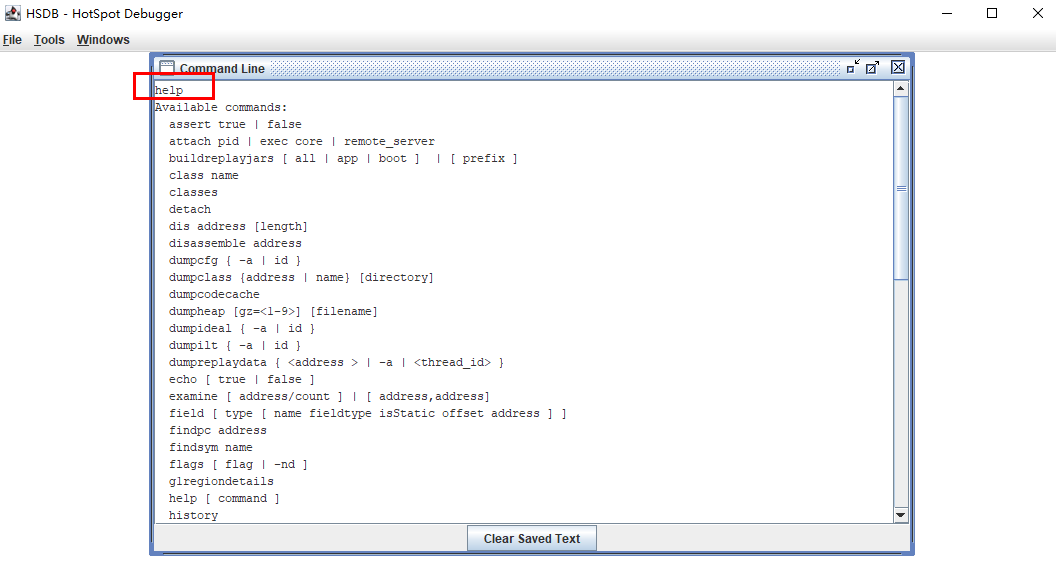 HSDB - HotSpot Debugger
File Tools Windows
Command Line
help
Available commands:
assert true | false
attach pid | exec core | remote_server
buildreplayjars [ all | app | boot ] | [ prefix ]
class name
classes
detach
dis address [length]
disassemble address
dumpcfg { -a | id }
dumpclass {address | name} [directory]
dumpcodecache
dumpheap [gz=<1-9>] [filename]
dumpideal { -a | id }
dumpilt { -a | id }
dumpreplaydata { <address > | -a | <thread_id> }
echo [ true | false ]
examine [ address/count ] | [ address,address]
field [ type [ name fieldtype isStatic offset address ] ]
findpc address
findsym name
flags [ flag | -nd ]
g1regiondetails
help [ command ]
history
Clear Saved Text